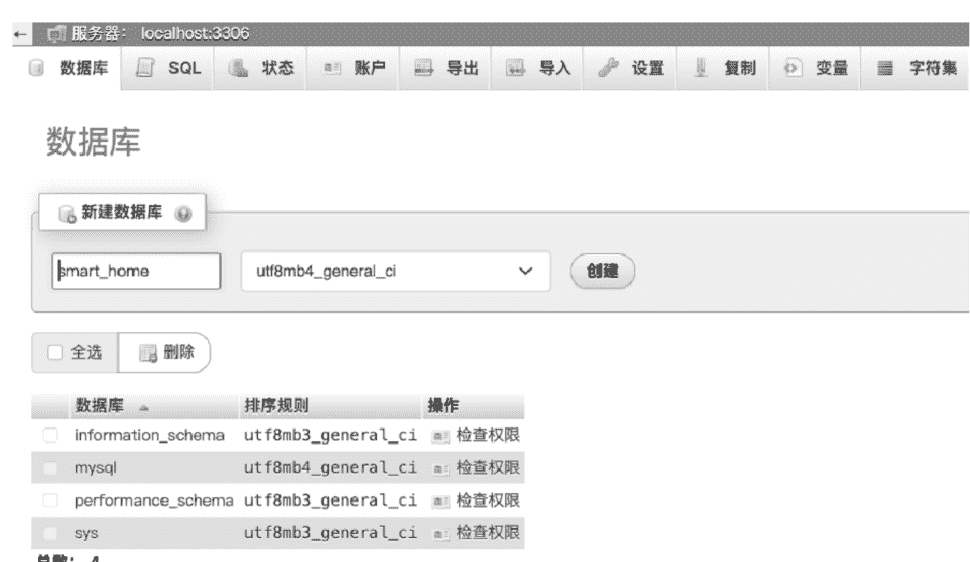 服务器: localhost:3306
数据库 SQL 状态 账户 导出 导入 设置 复制 变量 字符集
数据库
新建数据库
smart_home utf8mb4_general_ci 创建
全选 删除
数据库 排序规则 操作
information_schema utf8mb3_general_ci 检查权限
mysql utf8mb4_general_ci 检查权限
performance_schema utf8mb3_general_ci 检查权限
sys utf8mb3_general_ci 检查权限
总数: 4